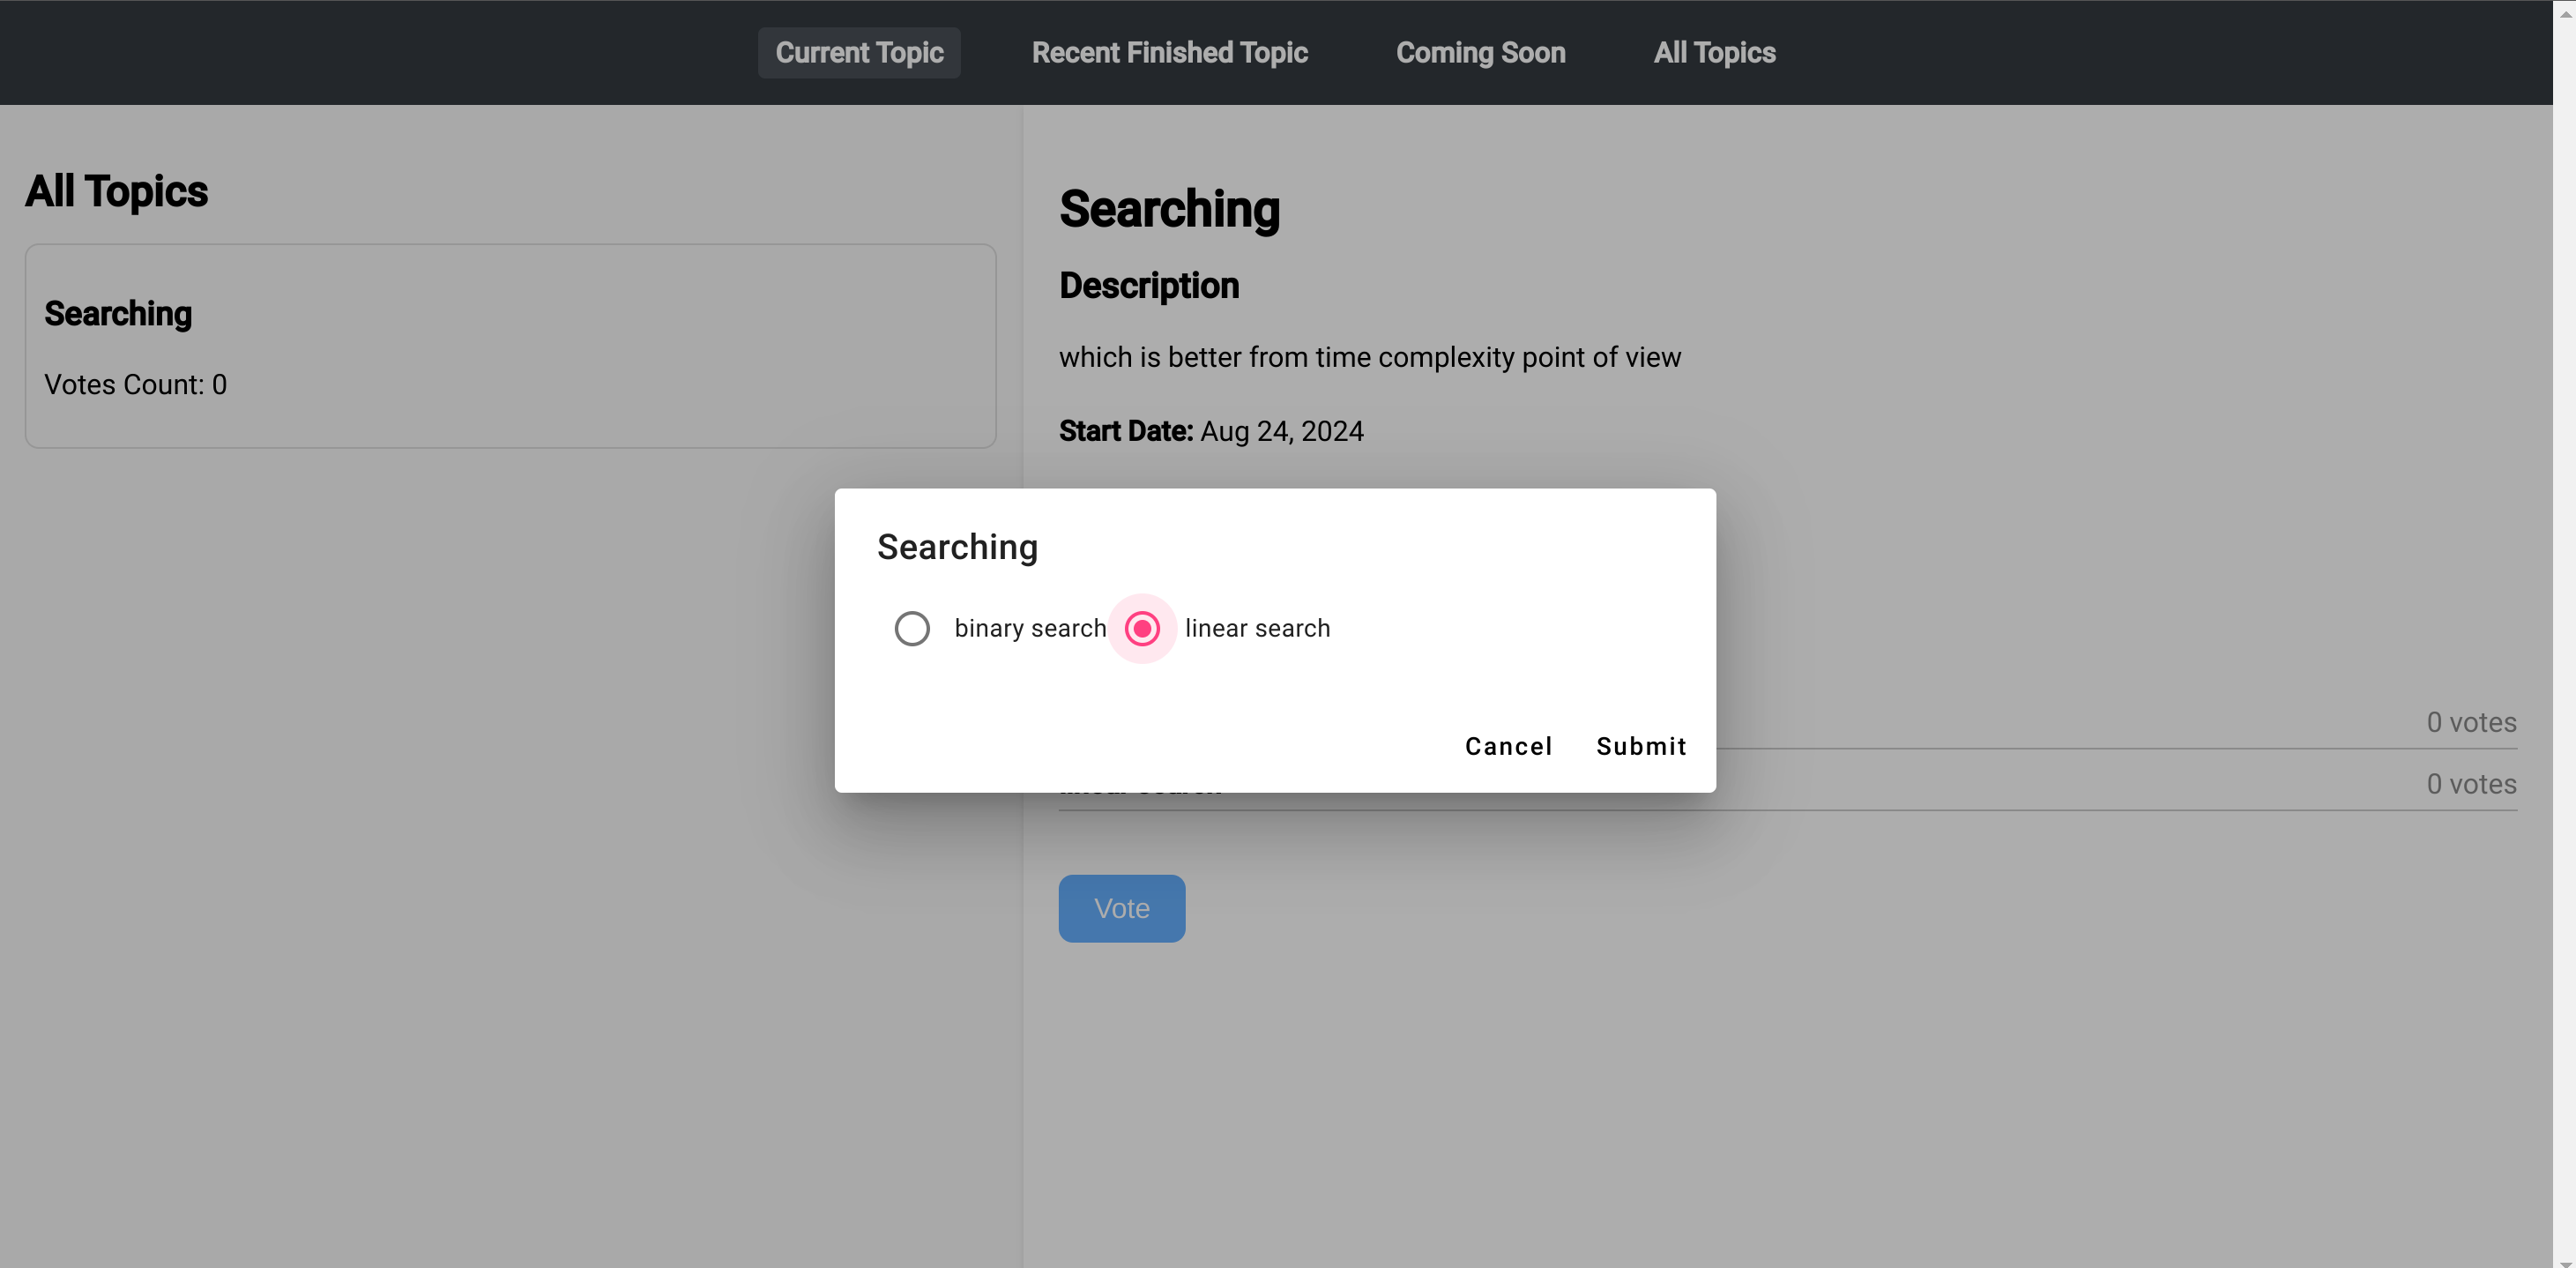 Current Topic Recent Finished Topic Coming Soon All Topics
All Topics
Searching
Votes Count: 0
Searching
Description
which is better from time complexity point of view
Start Date: Aug 24, 2024
Searching
binary search linear search
Cancel Submit
0 votes
0 votes
Vote